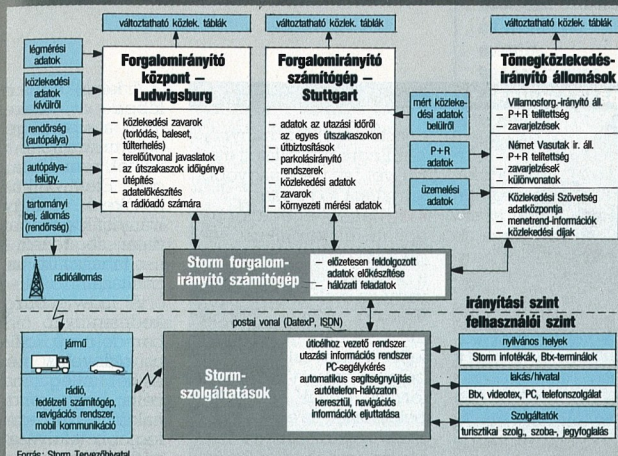 változtatható közlek. táblák
változtatható közlek. táblák
változtatható közlek. táblák
légmérési
adatok
közlekedési
adatok
kívülről
rendőrség
(autópálya)
autópálya-
felügy.
tartományi
bej. állomás
(rendőrség)
Forgalomirányító
központ –
Ludwigsburg
– közlekedési zavarok
(torlódás, baleset,
túlterhelés)
– terelőútvonal javaslatok
– az útszakaszok időigénye
– útépítés
– adatelőkészítés
a rádióadó számára
Forgalomirányító
számítógép –
Stuttgart
– adatok az utazási időről
az egyes útszakaszokon
– útbiztosítások
– parkolásirányító
rendszerek
– közlekedési adatok
– zavarok
– környezeti mérési adatok
mért közleke-
dési adatok
belülről
P+R
adatok
üzemelési
adatok
Tömegközlekedés-
irányító állomások
Villamosforg.-irányító áll.
– P+R telítettség
– zavarjelzések
Német Vasutak ir. áll.
– P+R telítettség
– zavarjelzések
– különvonatok
Közlekedési Szövetség
adatközpontja
– menetrend-információk
– közlekedési díjak
rádióállomás
Storm forgalom-
irányító számítógép
– előzetesen feldolgozott
adatok előkészítése
– hálózati feladatok
irányítási szint
felhasználói szint
postai vonal (DatexP, ISDN)
jármű
rádió,
fedélzeti számítógép,
navigációs rendszer,
mobil kommunikáció
Storm-
szolgáltatások
úticélhoz vezető rendszer
utazási információs rendszer
PC-segélykérés
automatikus segítségnyújtás
autótelefon-hálózaton
keresztül, navigációs
információk eljuttatása
nyilvános helyek
Storm infotékák, Btx-terminálok
lakás/hivatal
Btx, videotex, PC, telefonszolgálat
Szolgáltatók
turisztikai szolg., szoba-, jegyfoglalás
Forrás: Storm Tervezőhivatal